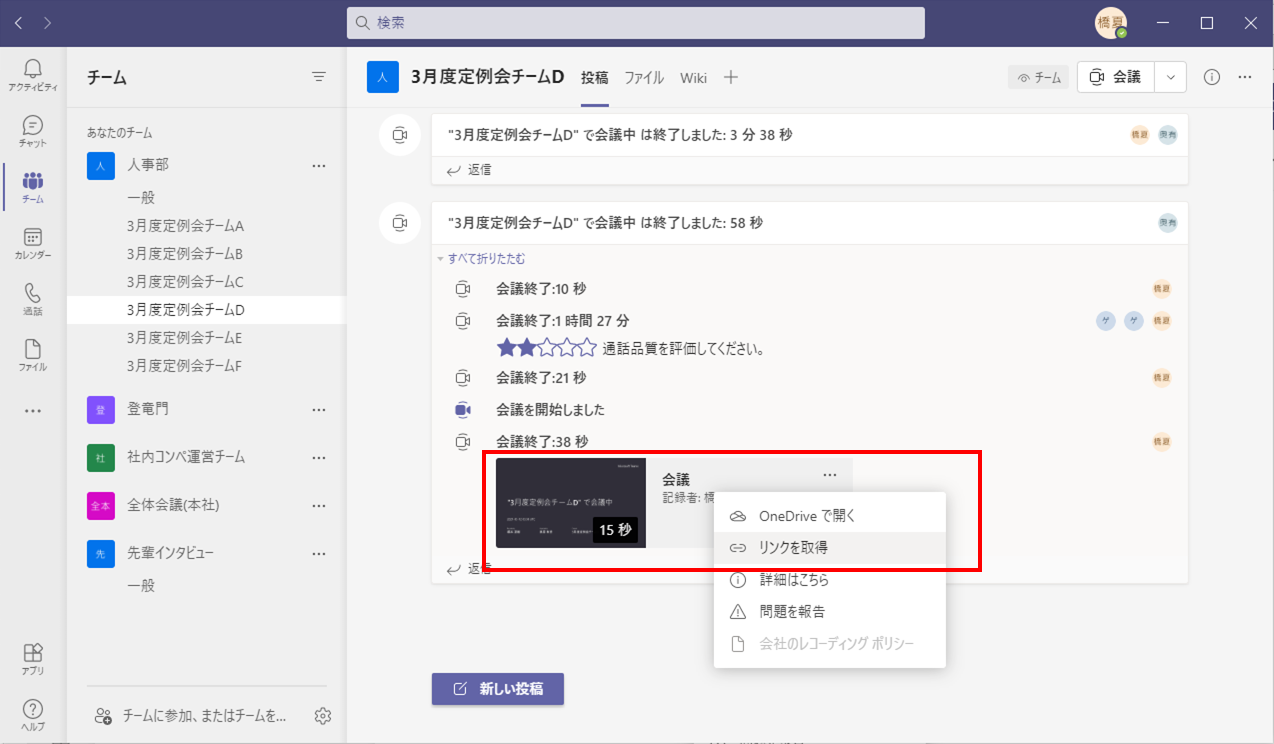 検索
橋夏
アクティビティ
チャット
チーム
カレンダー
通話
ファイル
アプリ
ヘルプ
チーム
あなたのチーム
人 人事部
一般
3月度定例会チームA
3月度定例会チームB
3月度定例会チームC
3月度定例会チームD
3月度定例会チームE
3月度定例会チームF
登 登竜門
社 社内コンペ運営チーム
全本 全体会議(本社)
先 先輩インタビュー
一般
チームに参加、またはチームを...
人 3月度定例会チームD 投稿 ファイル Wiki
チーム 会議
"3月度定例会チームD" で会議中 は終了しました: 3 分 38 秒 橋夏 奥有
返信
"3月度定例会チームD" で会議中 は終了しました: 58 秒 奥有
すべて折りたたむ
会議終了:10 秒 橋夏
会議終了:1 時間 27 分 ゲ ゲ 橋夏
通話品質を評価してください。
会議終了:21 秒 橋夏
会議を開始しました
会議終了:38 秒 橋夏
"3月度定例会チームD" で会議中
15 秒
会議
記録者: 橋
OneDrive で開く
リンクを取得
詳細はこちら
問題を報告
会社のレコーディング ポリシー
返信
新しい投稿